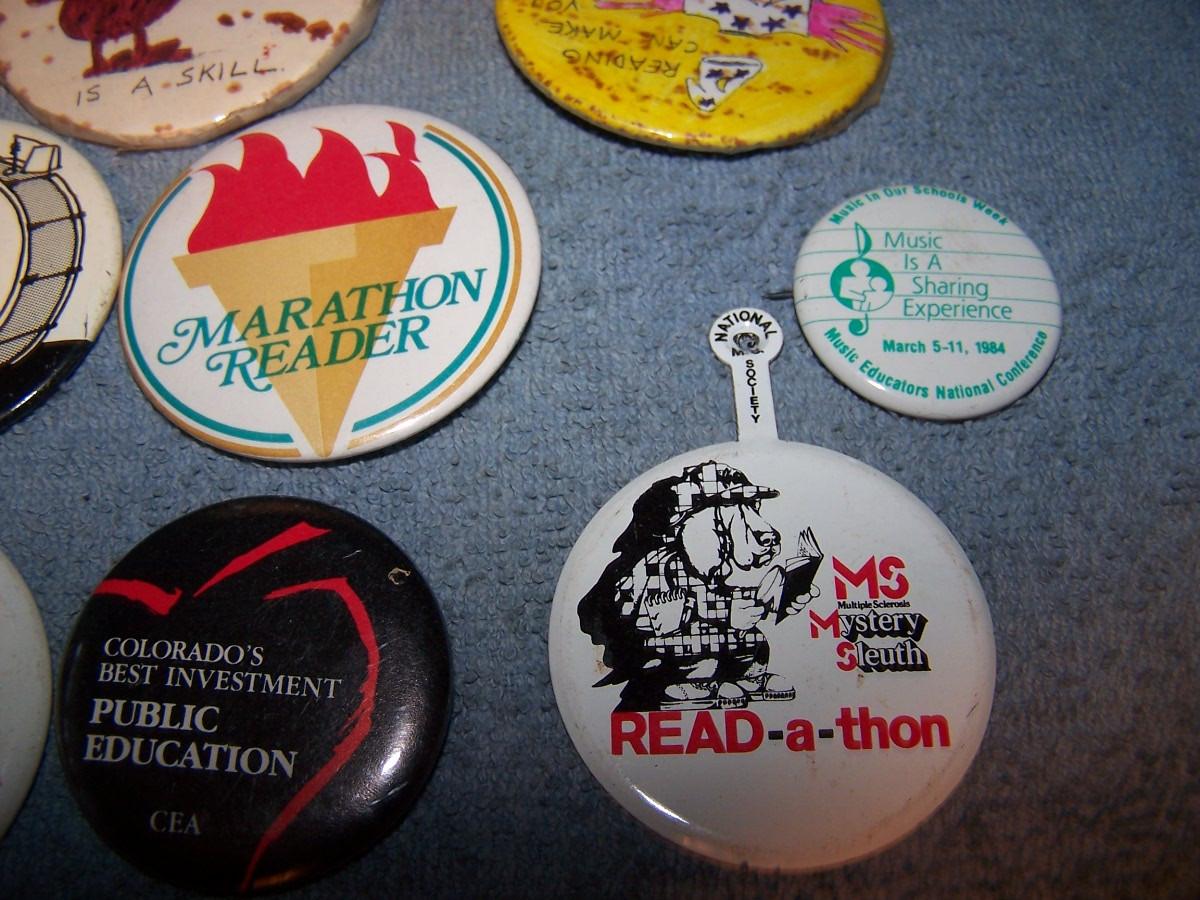 IS A SKILL.
READING
CAN MAKE
YOU
MARATHON
READER
Music In Our Schools Week
Music
Is A
Sharing
Experience
March 5-11, 1984
Music Educators National Conference
NATIONAL
M.S.
SOCIETY
MS
Multiple Sclerosis
Mystery
Sleuth
READ-a-thon
COLORADO'S
BEST INVESTMENT
PUBLIC
EDUCATION
CEA